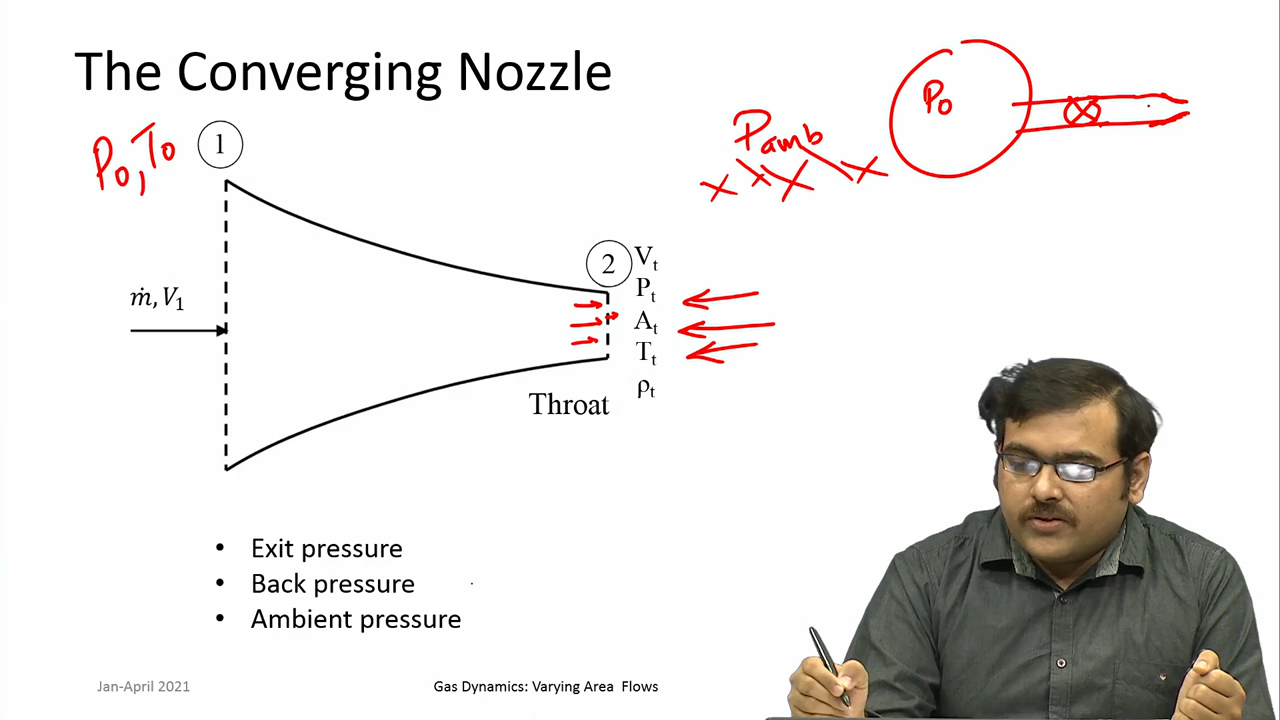 The Converging Nozzle
P₀, T₀
1
ṁ, V₁
2
Vₜ
Pₜ
Aₜ
Tₜ
ρₜ
Throat
P₀
Pamb
• Exit pressure
• Back pressure
• Ambient pressure
Jan-April 2021
Gas Dynamics: Varying Area Flows